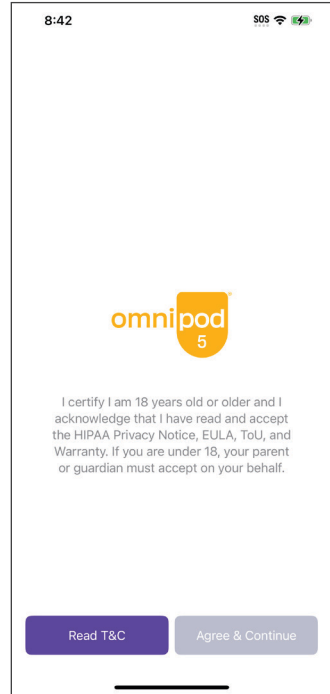 8:42
SOS
omnipod
5
I certify I am 18 years old or older and I
acknowledge that I have read and accept
the HIPAA Privacy Notice, EULA, ToU, and
Warranty. If you are under 18, your parent
or guardian must accept on your behalf.
Read T&C
Agree & Continue